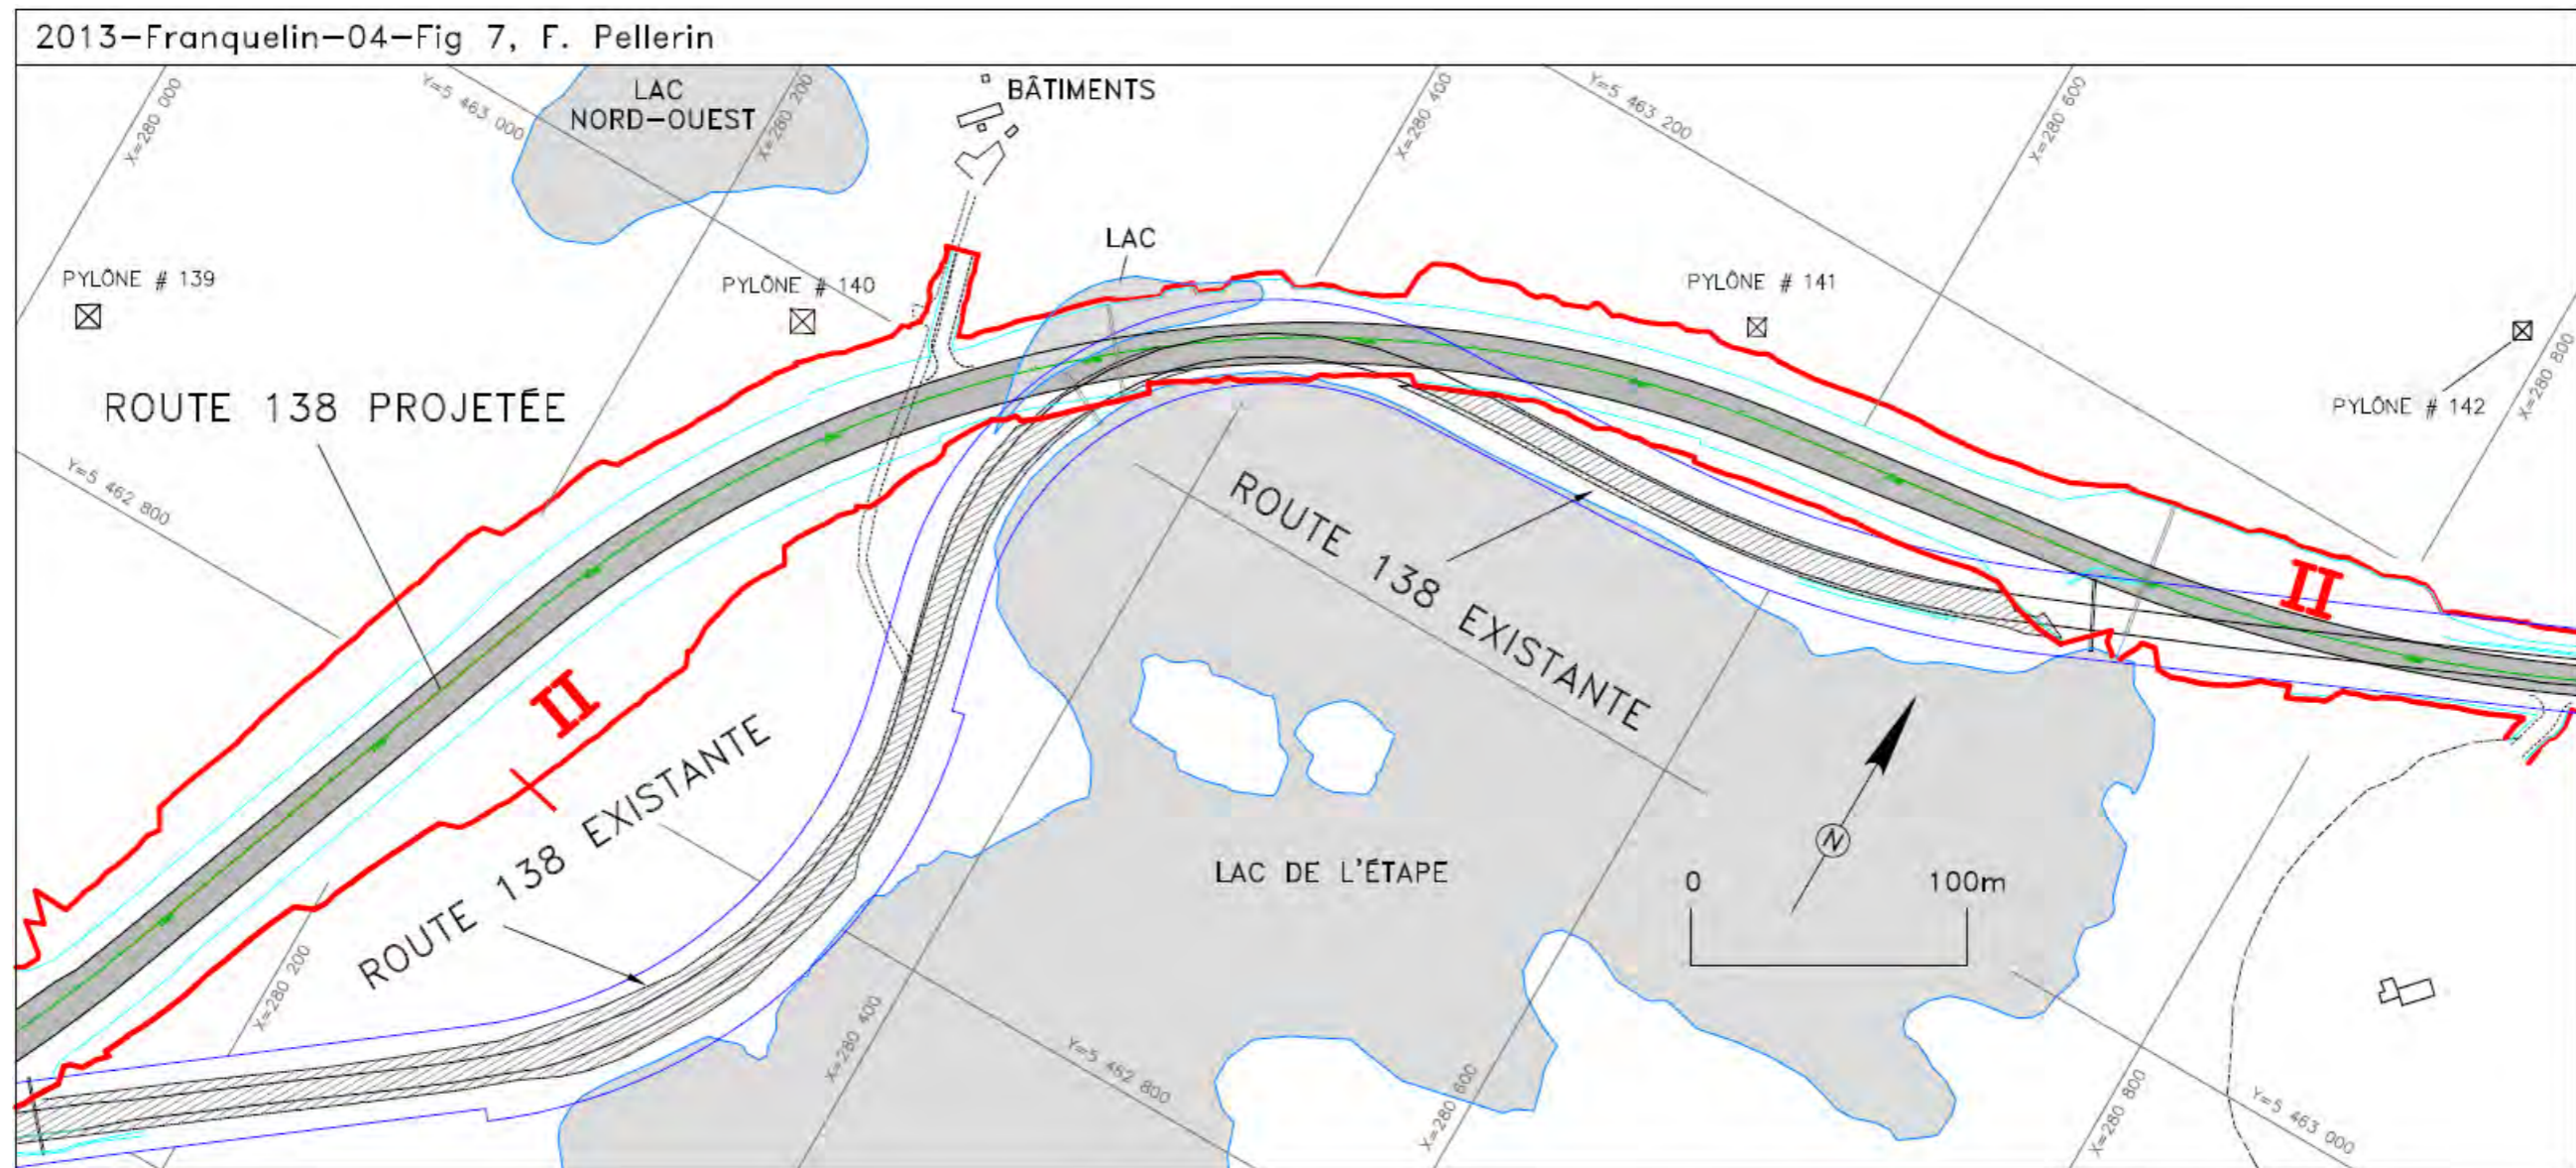 2013-Franquelin-04-Fig 7, F. Pellerin
LAC
NORD-OUEST
BÂTIMENTS
X=280 000
Y=5 463 000
X=280 200
X=280 400
Y=5 463 200
X=280 600
LAC
PYLÔNE # 139
PYLÔNE # 140
PYLÔNE # 141
PYLÔNE # 142
X=280 800
ROUTE 138 PROJETÉE
Y=5 462 800
ROUTE 138 EXISTANTE
II
II
ROUTE 138 EXISTANTE
LAC DE L'ÉTAPE
N
0 100m
X=280 200
X=280 400
Y=5 462 800
X=280 600
X=280 800
Y=5 463 000